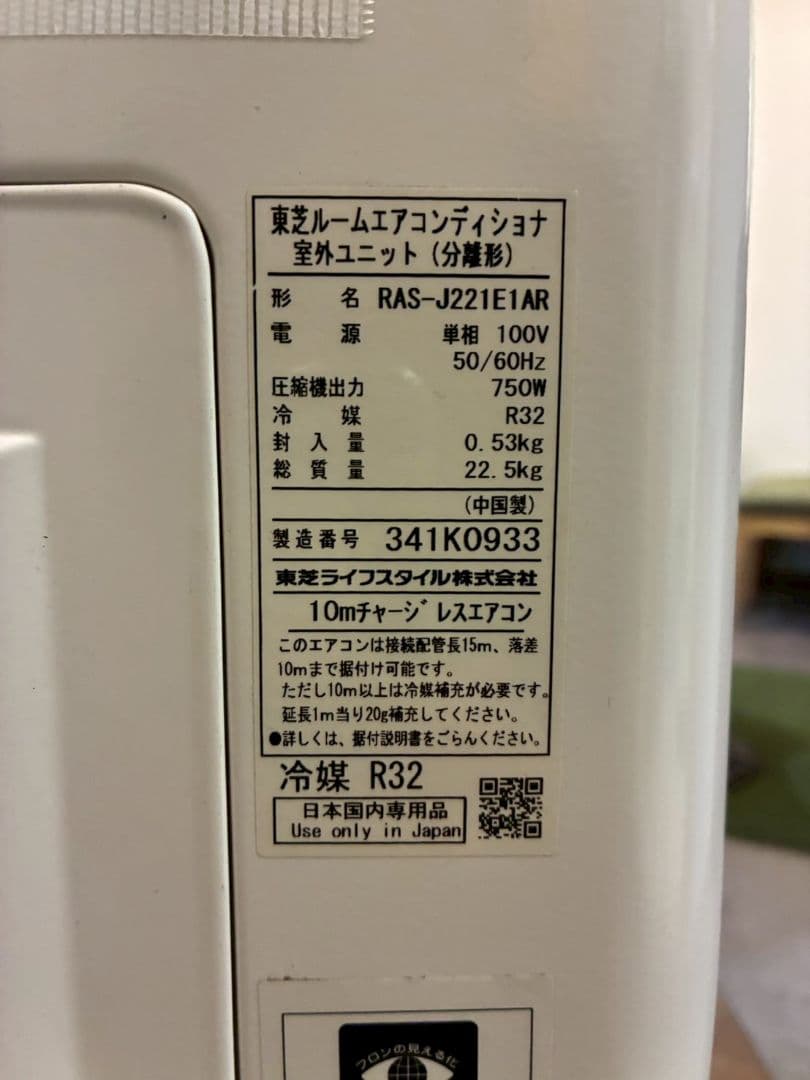 東芝ルームエアコンディショナ
室外ユニット（分離形）
形名 RAS-J221E1AR
電源 単相 100V
50/60Hz
圧縮機出力 750W
冷媒 R32
封入量 0.53kg
総質量 22.5kg
（中国製）
製造番号 341K0933
東芝ライフスタイル株式会社
10mチャージレスエアコン
このエアコンは接続配管長15m、落差
10mまで据付け可能です。
ただし10m以上は冷媒補充が必要です。
延長1m当り20g補充してください。
●詳しくは、据付説明書をごらんください。
冷媒 R32
日本国内専用品
Use only in Japan
フロンの見える化